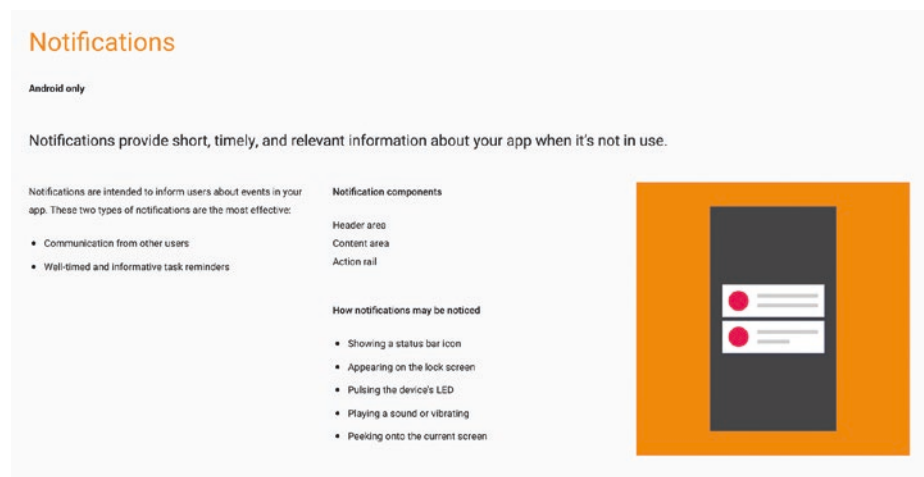 Notifications
Android only
Notifications provide short, timely, and relevant information about your app when it's not in use.
Notifications are intended to inform users about events in your
app. These two types of notifications are the most effective:
• Communication from other users
• Well-timed and informative task reminders
Notification components
Header area
Content area
Action rail
How notifications may be noticed
• Showing a status bar icon
• Appearing on the lock screen
• Pulsing the device's LED
• Playing a sound or vibrating
• Peeking onto the current screen